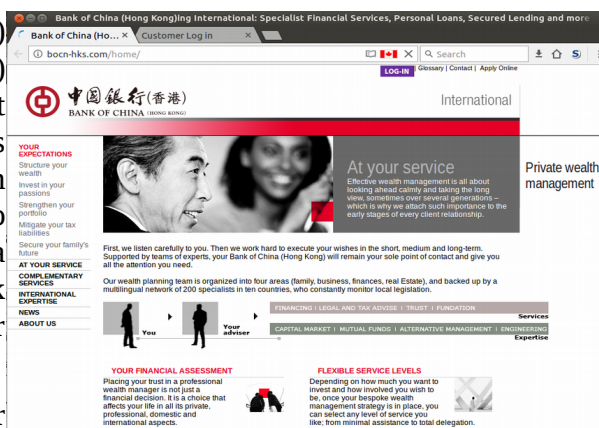 Bank of China (Hong Kong)ing International: Specialist Financial Services, Personal Loans, Secured Lending and more
Bank of China (Ho... × Customer Log in ×
bocn-hks.com/home/ Search
LOG-IN | Glossary | Contact | Apply Online
中国銀行(香港)
BANK OF CHINA (HONG KONG)
International
YOUR
EXPECTATIONS
Structure your
wealth
Invest in your
passions
Strengthen your
portfolio
Mitigate your tax
liabilities
Secure your family's
future
AT YOUR SERVICE
COMPLEMENTARY
SERVICES
INTERNATIONAL
EXPERTISE
NEWS
ABOUT US
At your service
Effective wealth management is all about
looking ahead calmly and taking the long
view, sometimes over several generations –
which is why we attach such importance to the
early stages of every client relationship.
Private wealth
management
First, we listen carefully to you. Then we work hard to execute your wishes in the short, medium and long-term.
Supported by teams of experts, your Bank of China (Hong Kong) will remain your sole point of contact and give you
all the attention you need.
Our wealth planning team is organized into four areas (family, business, finances, real Estate), and backed up by a
multilingual network of 200 specialists in ten countries, who constantly monitor local legislation.
You
Your
adviser
FINANCING I LEGAL AND TAX ADVISE I TRUST I FUNDATION
Services
CAPITAL MARKET I MUTUAL FUNDS I ALTERNATIVE MANAGEMENT I ENGINEERING
Expertise
YOUR FINANCIAL ASSESSMENT
Placing your trust in a professional
wealth manager is not just a
financial decision. It is a choice that
affects your life in all its private,
professional, domestic and
international aspects.
FLEXIBLE SERVICE LEVELS
Depending on how much you want to
invest and how involved you wish to
be, once your bespoke wealth
management strategy is in place, you
can select any level of service you
like; from minimal assistance to total delegation.